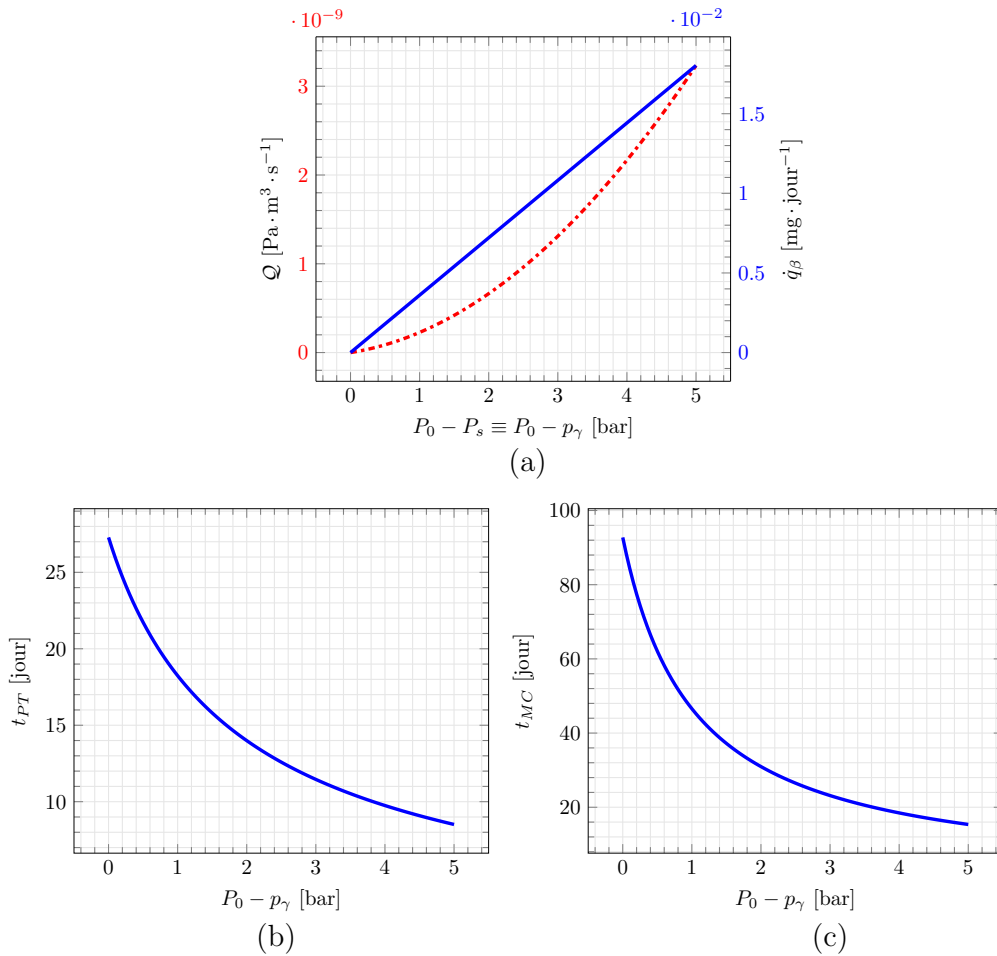 ·10⁻⁹
·10⁻²
3
2
1
0
𝒬 [Pa·m³·s⁻¹]
1.5
1
0.5
0
q̇_β [mg·jour⁻¹]
0 1 2 3 4 5
P₀ − P_s ≡ P₀ − p_γ [bar]
(a)
25
20
15
10
t_PT [jour]
0 1 2 3 4 5
P₀ − p_γ [bar]
(b)
100
80
60
40
20
t_MC [jour]
0 1 2 3 4 5
P₀ − p_γ [bar]
(c)